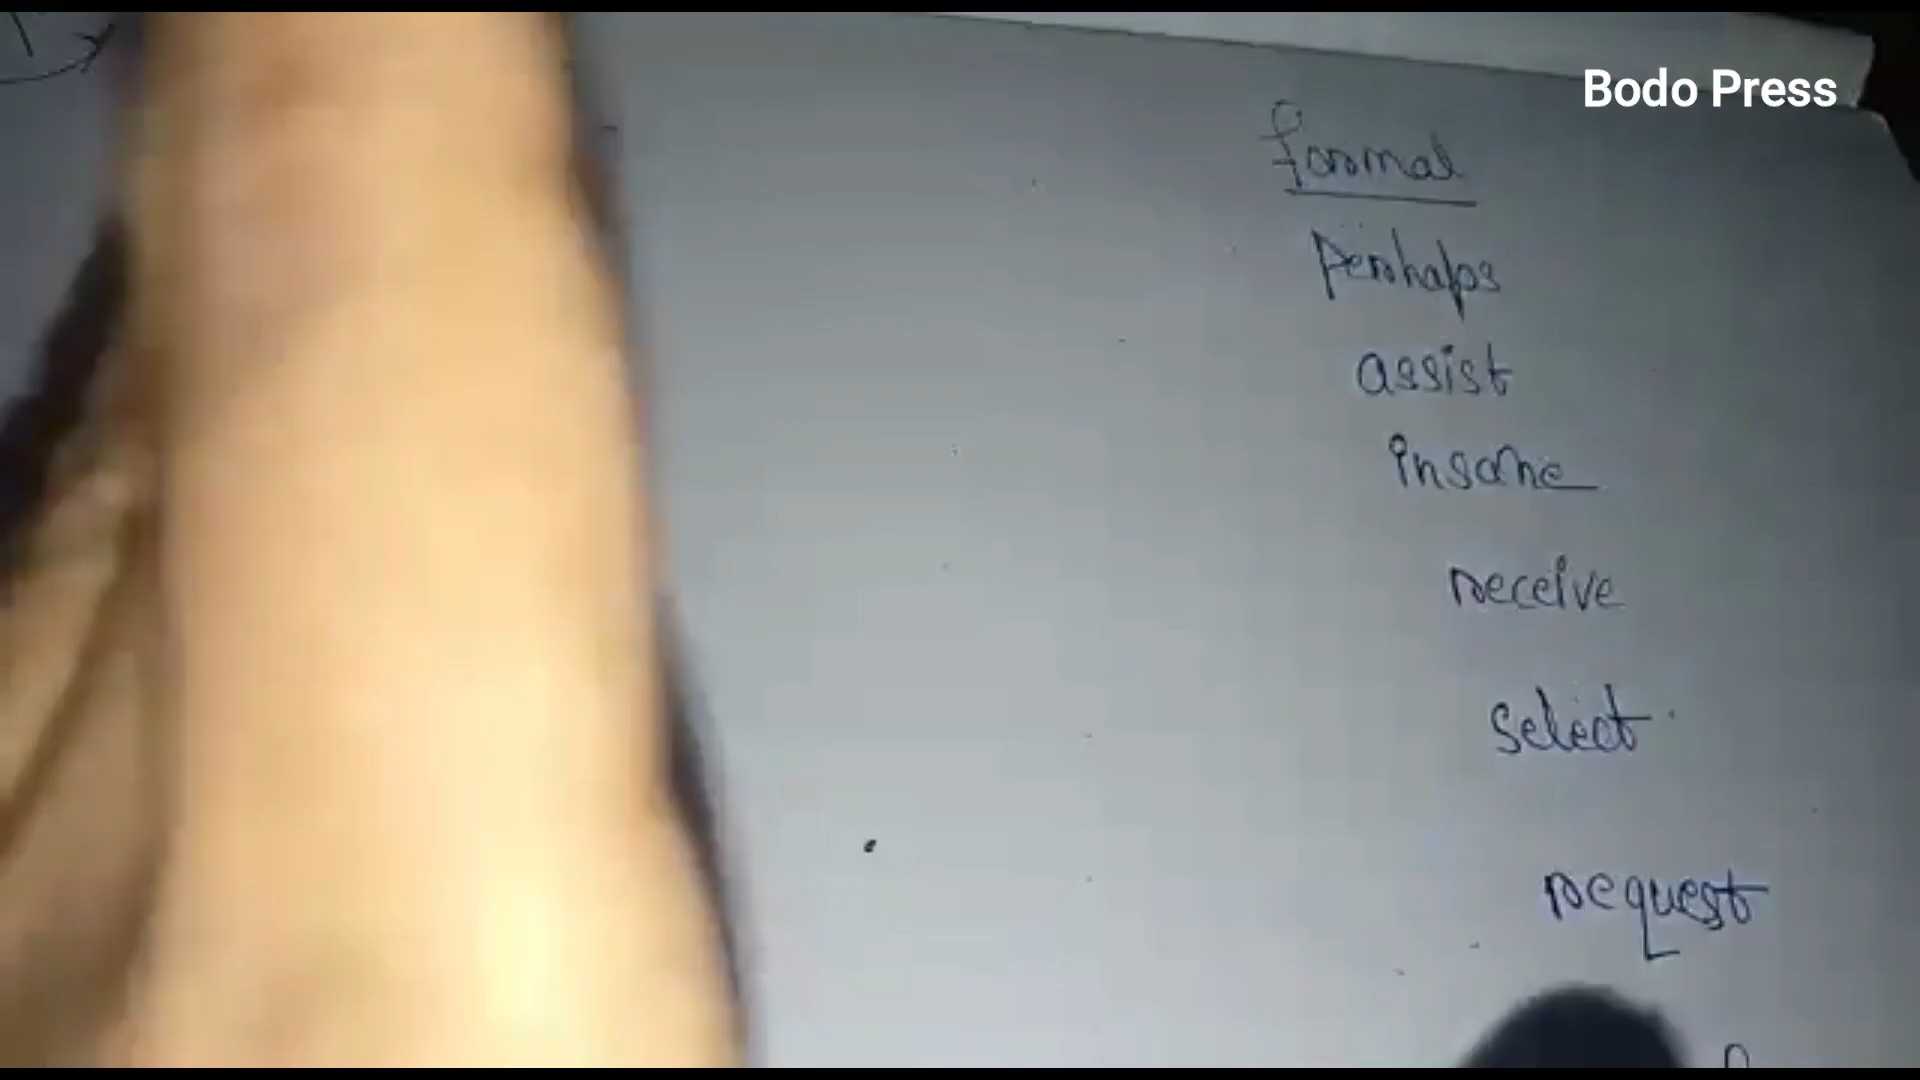 Bodo Press
formal
perhaps
assist
insane
receive
select
request